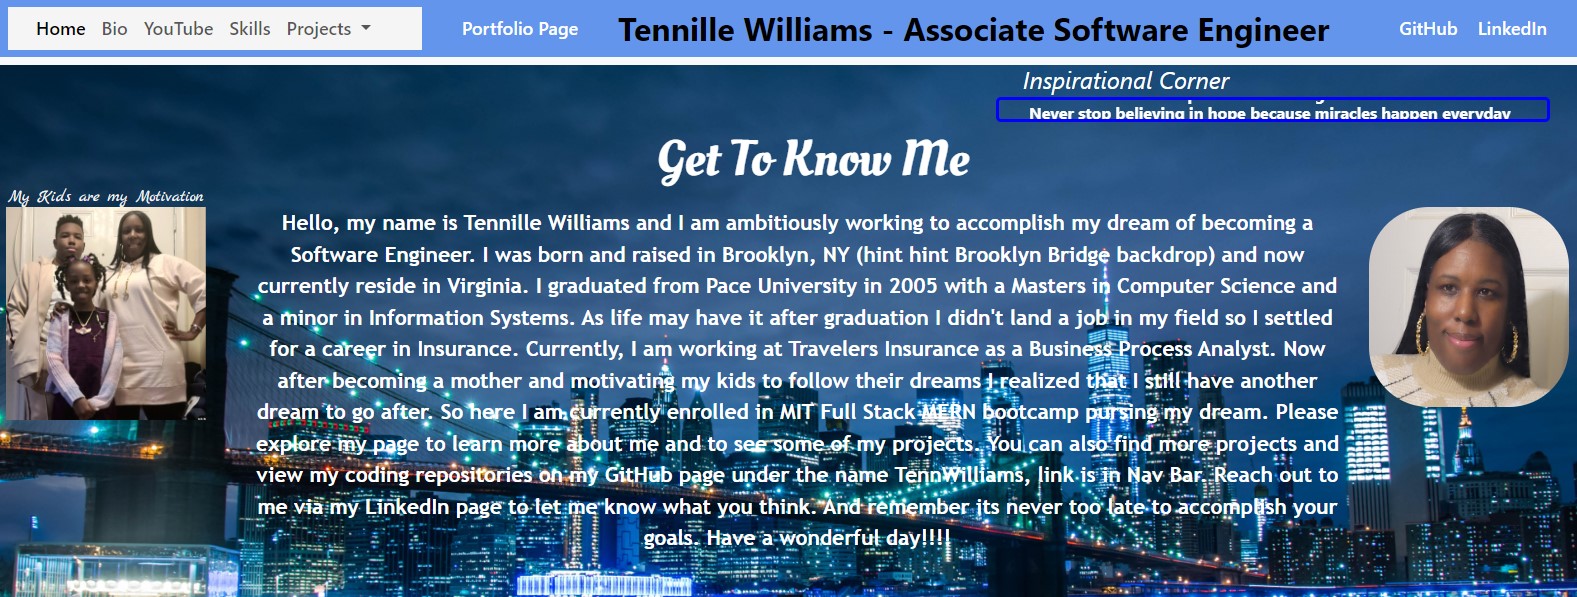 Home Bio YouTube Skills Projects Portfolio Page Tennille Williams - Associate Software Engineer GitHub LinkedIn
Inspirational Corner
Never stop believing in hope because miracles happen everyday
Get To Know Me
My Kids are my Motivation
Hello, my name is Tennille Williams and I am ambitiously working to accomplish my dream of becoming a
Software Engineer. I was born and raised in Brooklyn, NY (hint hint Brooklyn Bridge backdrop) and now
currently reside in Virginia. I graduated from Pace University in 2005 with a Masters in Computer Science and
a minor in Information Systems. As life may have it after graduation I didn't land a job in my field so I settled
for a career in Insurance. Currently, I am working at Travelers Insurance as a Business Process Analyst. Now
after becoming a mother and motivating my kids to follow their dreams I realized that I still have another
dream to go after. So here I am currently enrolled in MIT Full Stack MERN bootcamp pursing my dream. Please
explore my page to learn more about me and to see some of my projects. You can also find more projects and
view my coding repositories on my GitHub page under the name TennWilliams, link is in Nav Bar. Reach out to
me via my LinkedIn page to let me know what you think. And remember its never too late to accomplish your
goals. Have a wonderful day!!!!